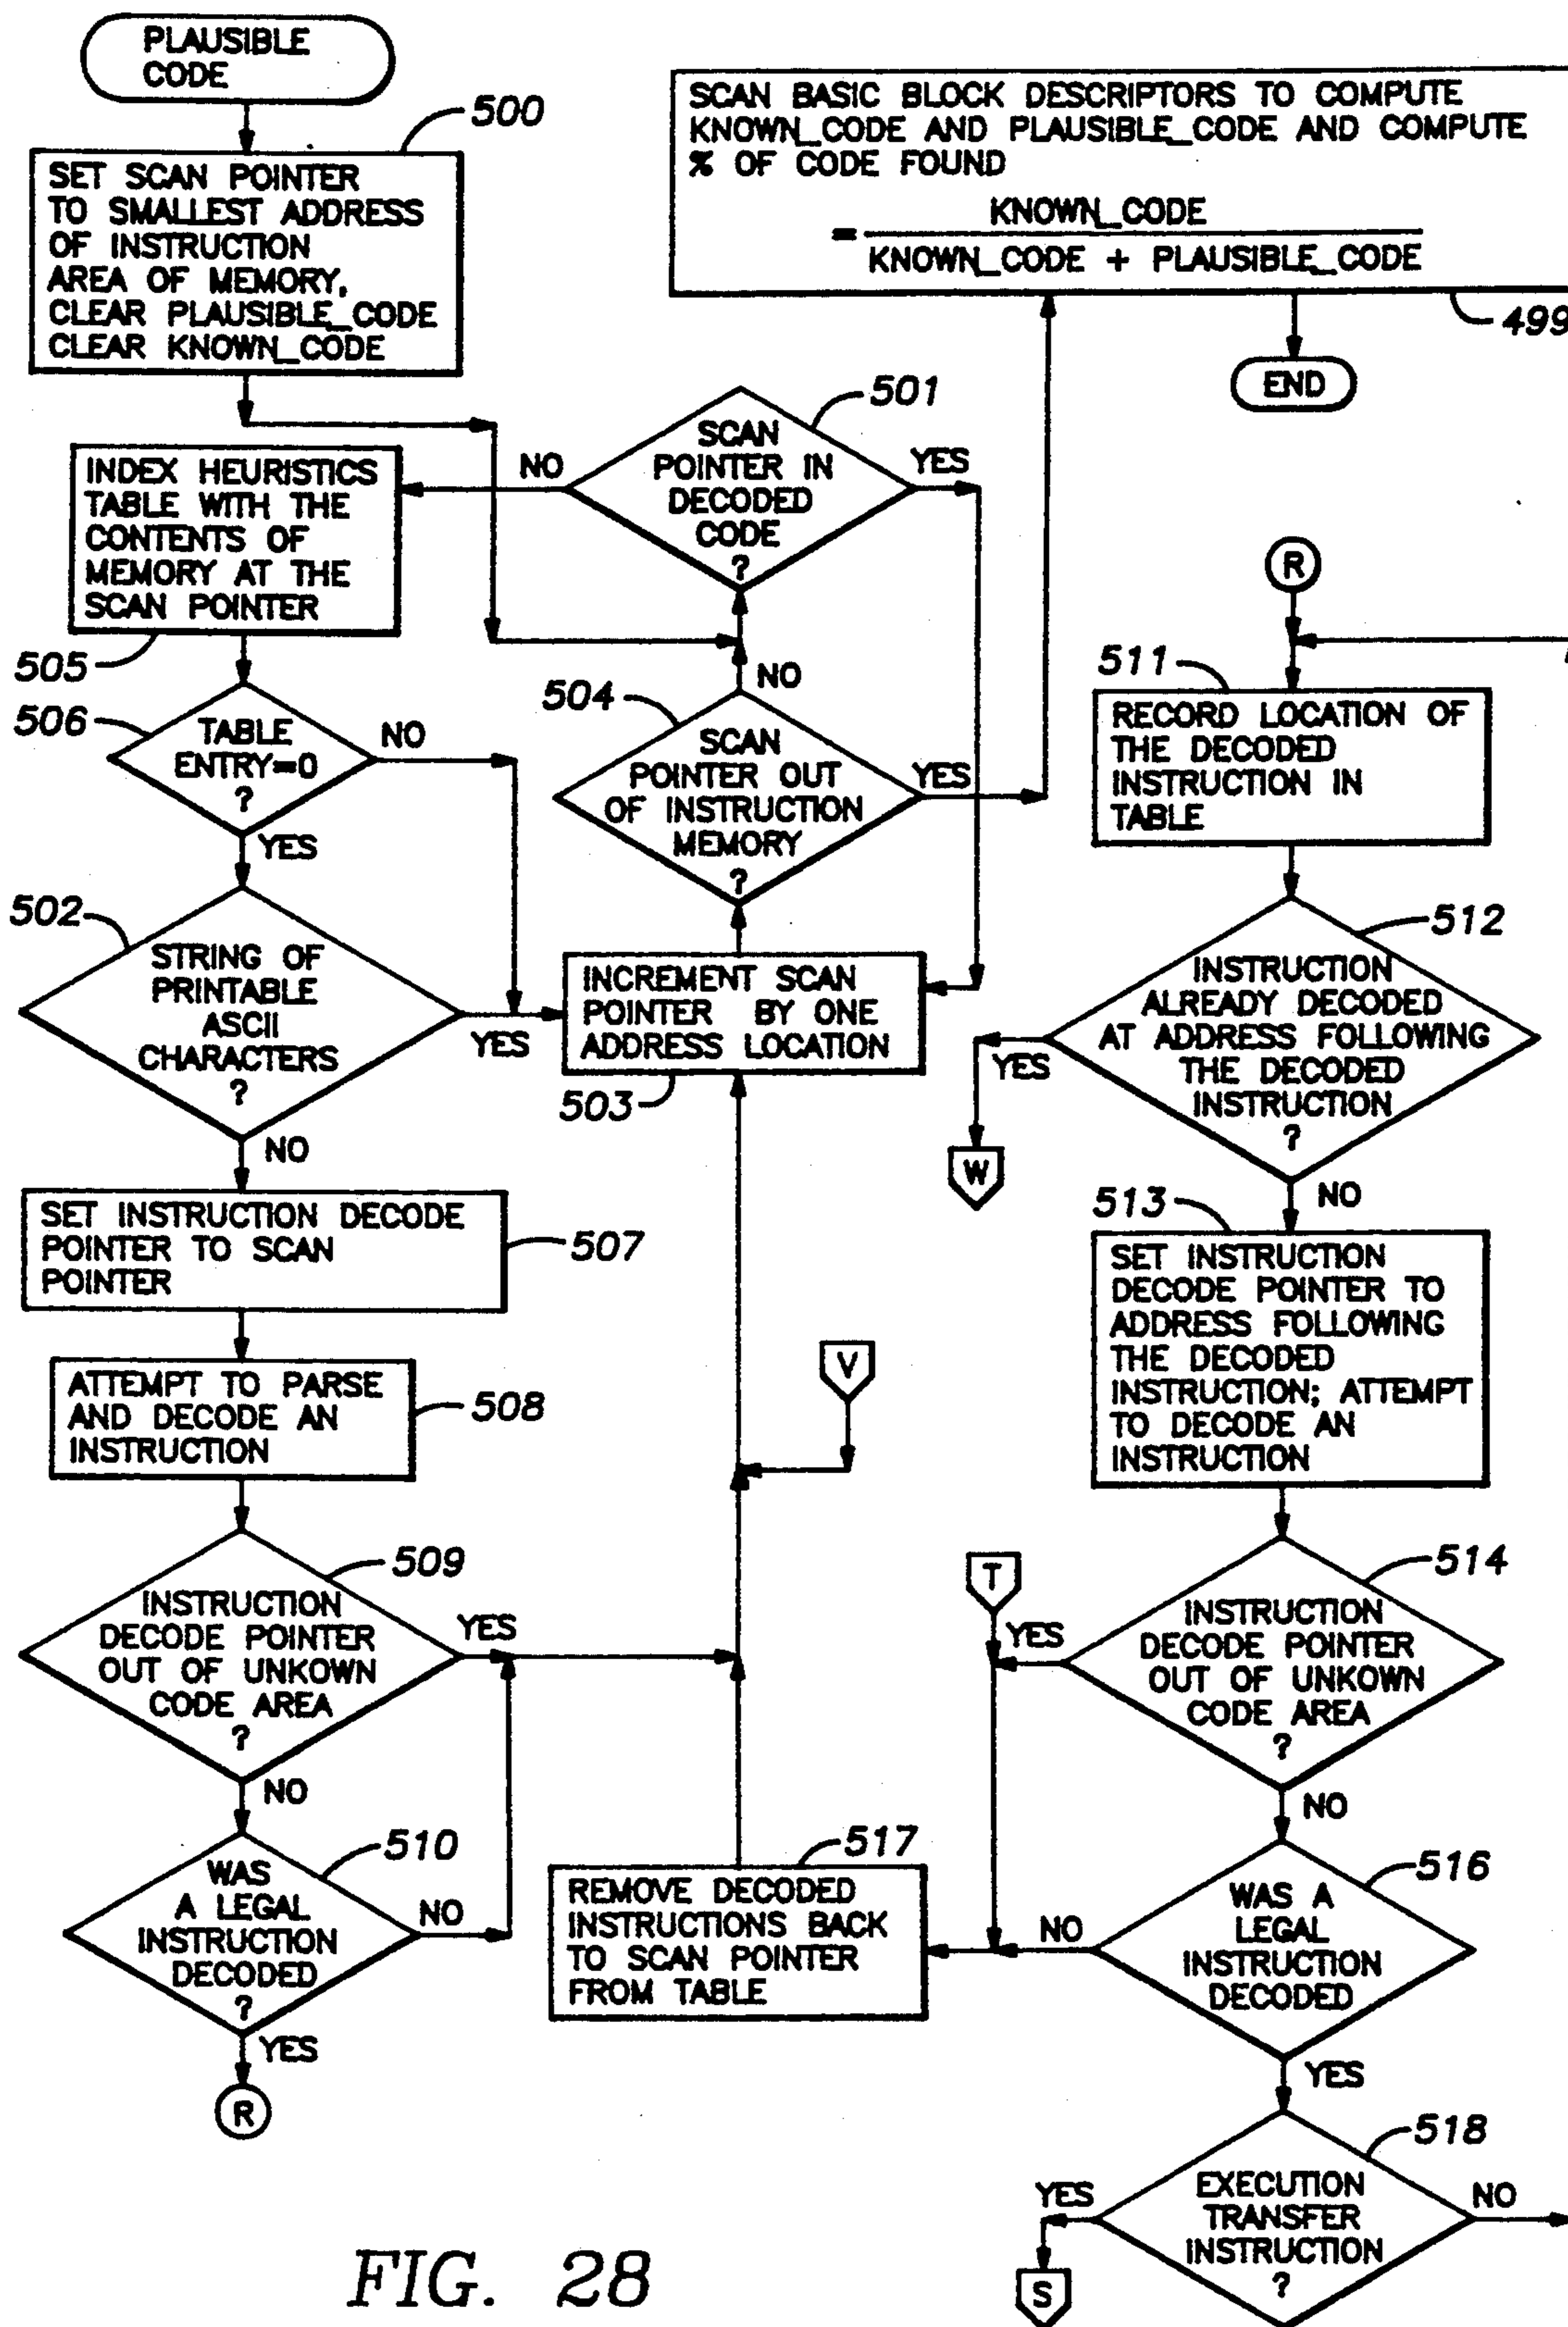 PLAUSIBLE
CODE
500
SET SCAN POINTER
TO SMALLEST ADDRESS
OF INSTRUCTION
AREA OF MEMORY,
CLEAR PLAUSIBLE_CODE
CLEAR KNOWN_CODE
SCAN BASIC BLOCK DESCRIPTORS TO COMPUTE
KNOWN_CODE AND PLAUSIBLE_CODE AND COMPUTE
% OF CODE FOUND
KNOWN_CODE
=
KNOWN_CODE + PLAUSIBLE_CODE
499
END
501
SCAN
POINTER IN
DECODED
CODE
?
NO
YES
INDEX HEURISTICS
TABLE WITH THE
CONTENTS OF
MEMORY AT THE
SCAN POINTER
505
506
TABLE
ENTRY=0
?
NO
YES
504
SCAN
POINTER OUT
OF INSTRUCTION
MEMORY
?
NO
YES
502
STRING OF
PRINTABLE
ASCII
CHARACTERS
?
YES
NO
INCREMENT SCAN
POINTER BY ONE
ADDRESS LOCATION
503
SET INSTRUCTION DECODE
POINTER TO SCAN
POINTER
507
ATTEMPT TO PARSE
AND DECODE AN
INSTRUCTION
508
V
509
INSTRUCTION
DECODE POINTER
OUT OF UNKOWN
CODE AREA
?
YES
NO
510
WAS
A LEGAL
INSTRUCTION
DECODED
?
NO
YES
R
517
REMOVE DECODED
INSTRUCTIONS BACK
TO SCAN POINTER
FROM TABLE
R
511
RECORD LOCATION OF
THE DECODED
INSTRUCTION IN
TABLE
512
INSTRUCTION
ALREADY DECODED
AT ADDRESS FOLLOWING
THE DECODED
INSTRUCTION
?
YES
W
NO
513
SET INSTRUCTION
DECODE POINTER TO
ADDRESS FOLLOWING
THE DECODED
INSTRUCTION; ATTEMPT
TO DECODE AN
INSTRUCTION
T
514
INSTRUCTION
DECODE POINTER
OUT OF UNKOWN
CODE AREA
?
YES
NO
516
WAS A
LEGAL
INSTRUCTION
DECODED
NO
YES
518
EXECUTION
TRANSFER
INSTRUCTION
?
YES
NO
S
FIG. 28